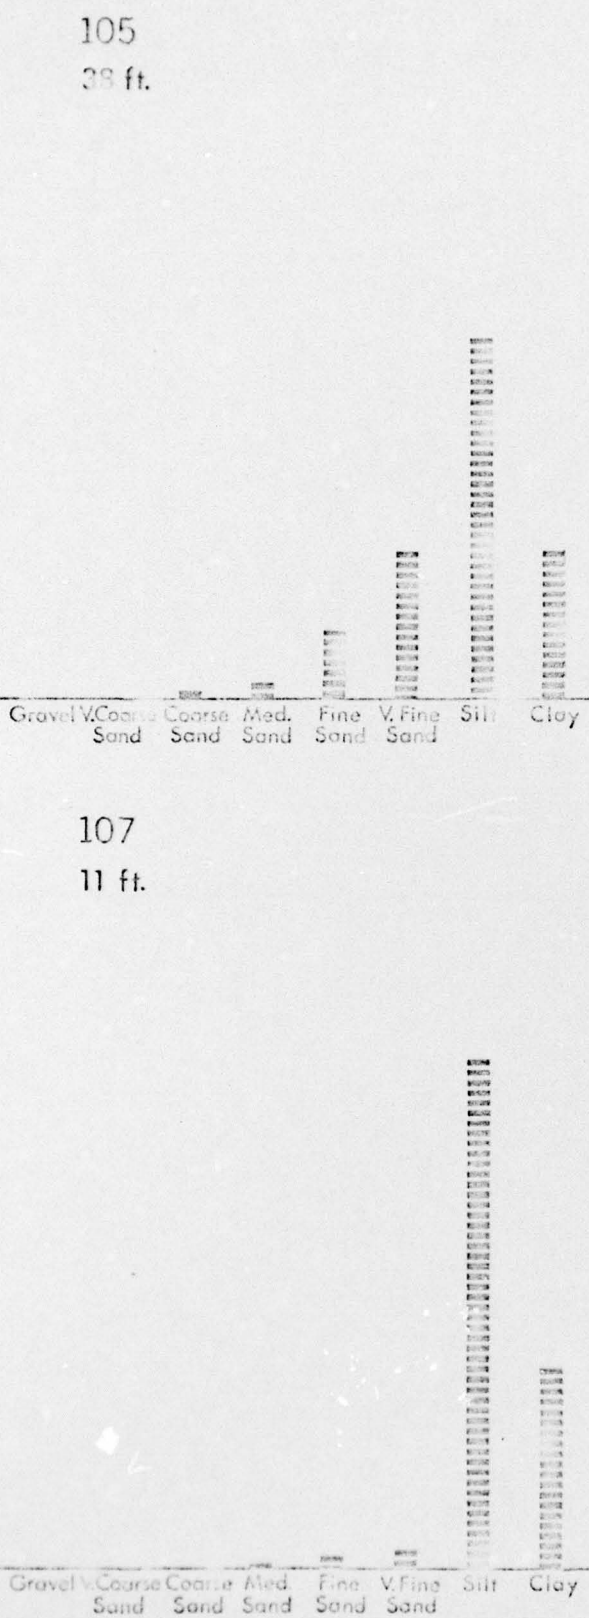 105
38 ft.
Gravel V.Coarse Coarse Med. Fine V. Fine Silt Clay
Sand Sand Sand Sand Sand
107
11 ft.
Gravel V.Coarse Coarse Med. Fine V. Fine Silt Clay
Sand Sand Sand Sand Sand